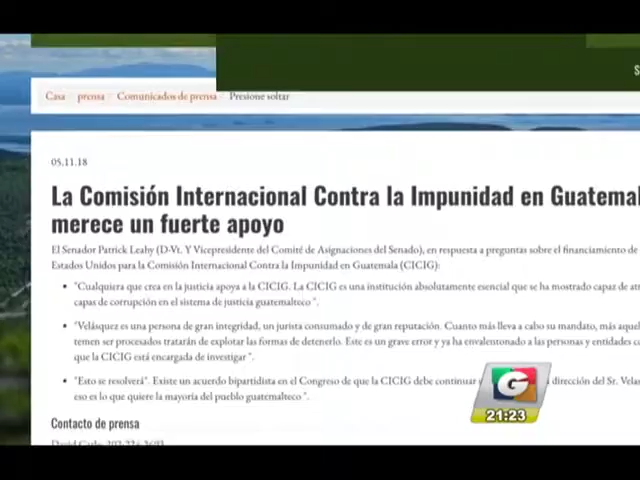 S
Casa prensa Comunicados de prensa Presione soltar
05.11.18
La Comisión Internacional Contra la Impunidad en Guatemal
merece un fuerte apoyo
El Senador Patrick Leahy (D-Vt. Y Vicepresidente del Comité de Asignaciones del Senado), en respuesta a preguntas sobre el financiamiento de
Estados Unidos para la Comisión Internacional Contra la Impunidad en Guatemala (CICIG):
• "Cualquiera que crea en la justicia apoya a la CICIG. La CICIG es una institución absolutamente esencial que se ha mostrado capaz de atr
capas de corrupción en el sistema de justicia guatemalteco ".
• "Velásquez es una persona de gran integridad, un jurista consumado y de gran reputación. Cuanto más lleva a cabo su mandato, más aquel
temen ser procesados tratarán de explotar las formas de detenerlo. Este es un grave error y ya ha envalentonado a las personas y entidades co
que la CICIG está encargada de investigar ".
• "Esto se resolverá". Existe un acuerdo bipartidista en el Congreso de que la CICIG debe continuar dirección del Sr. Velas
eso es lo que quiere la mayoría del pueblo guatemalteco ".
G
21:23
Contacto de prensa
David Carle